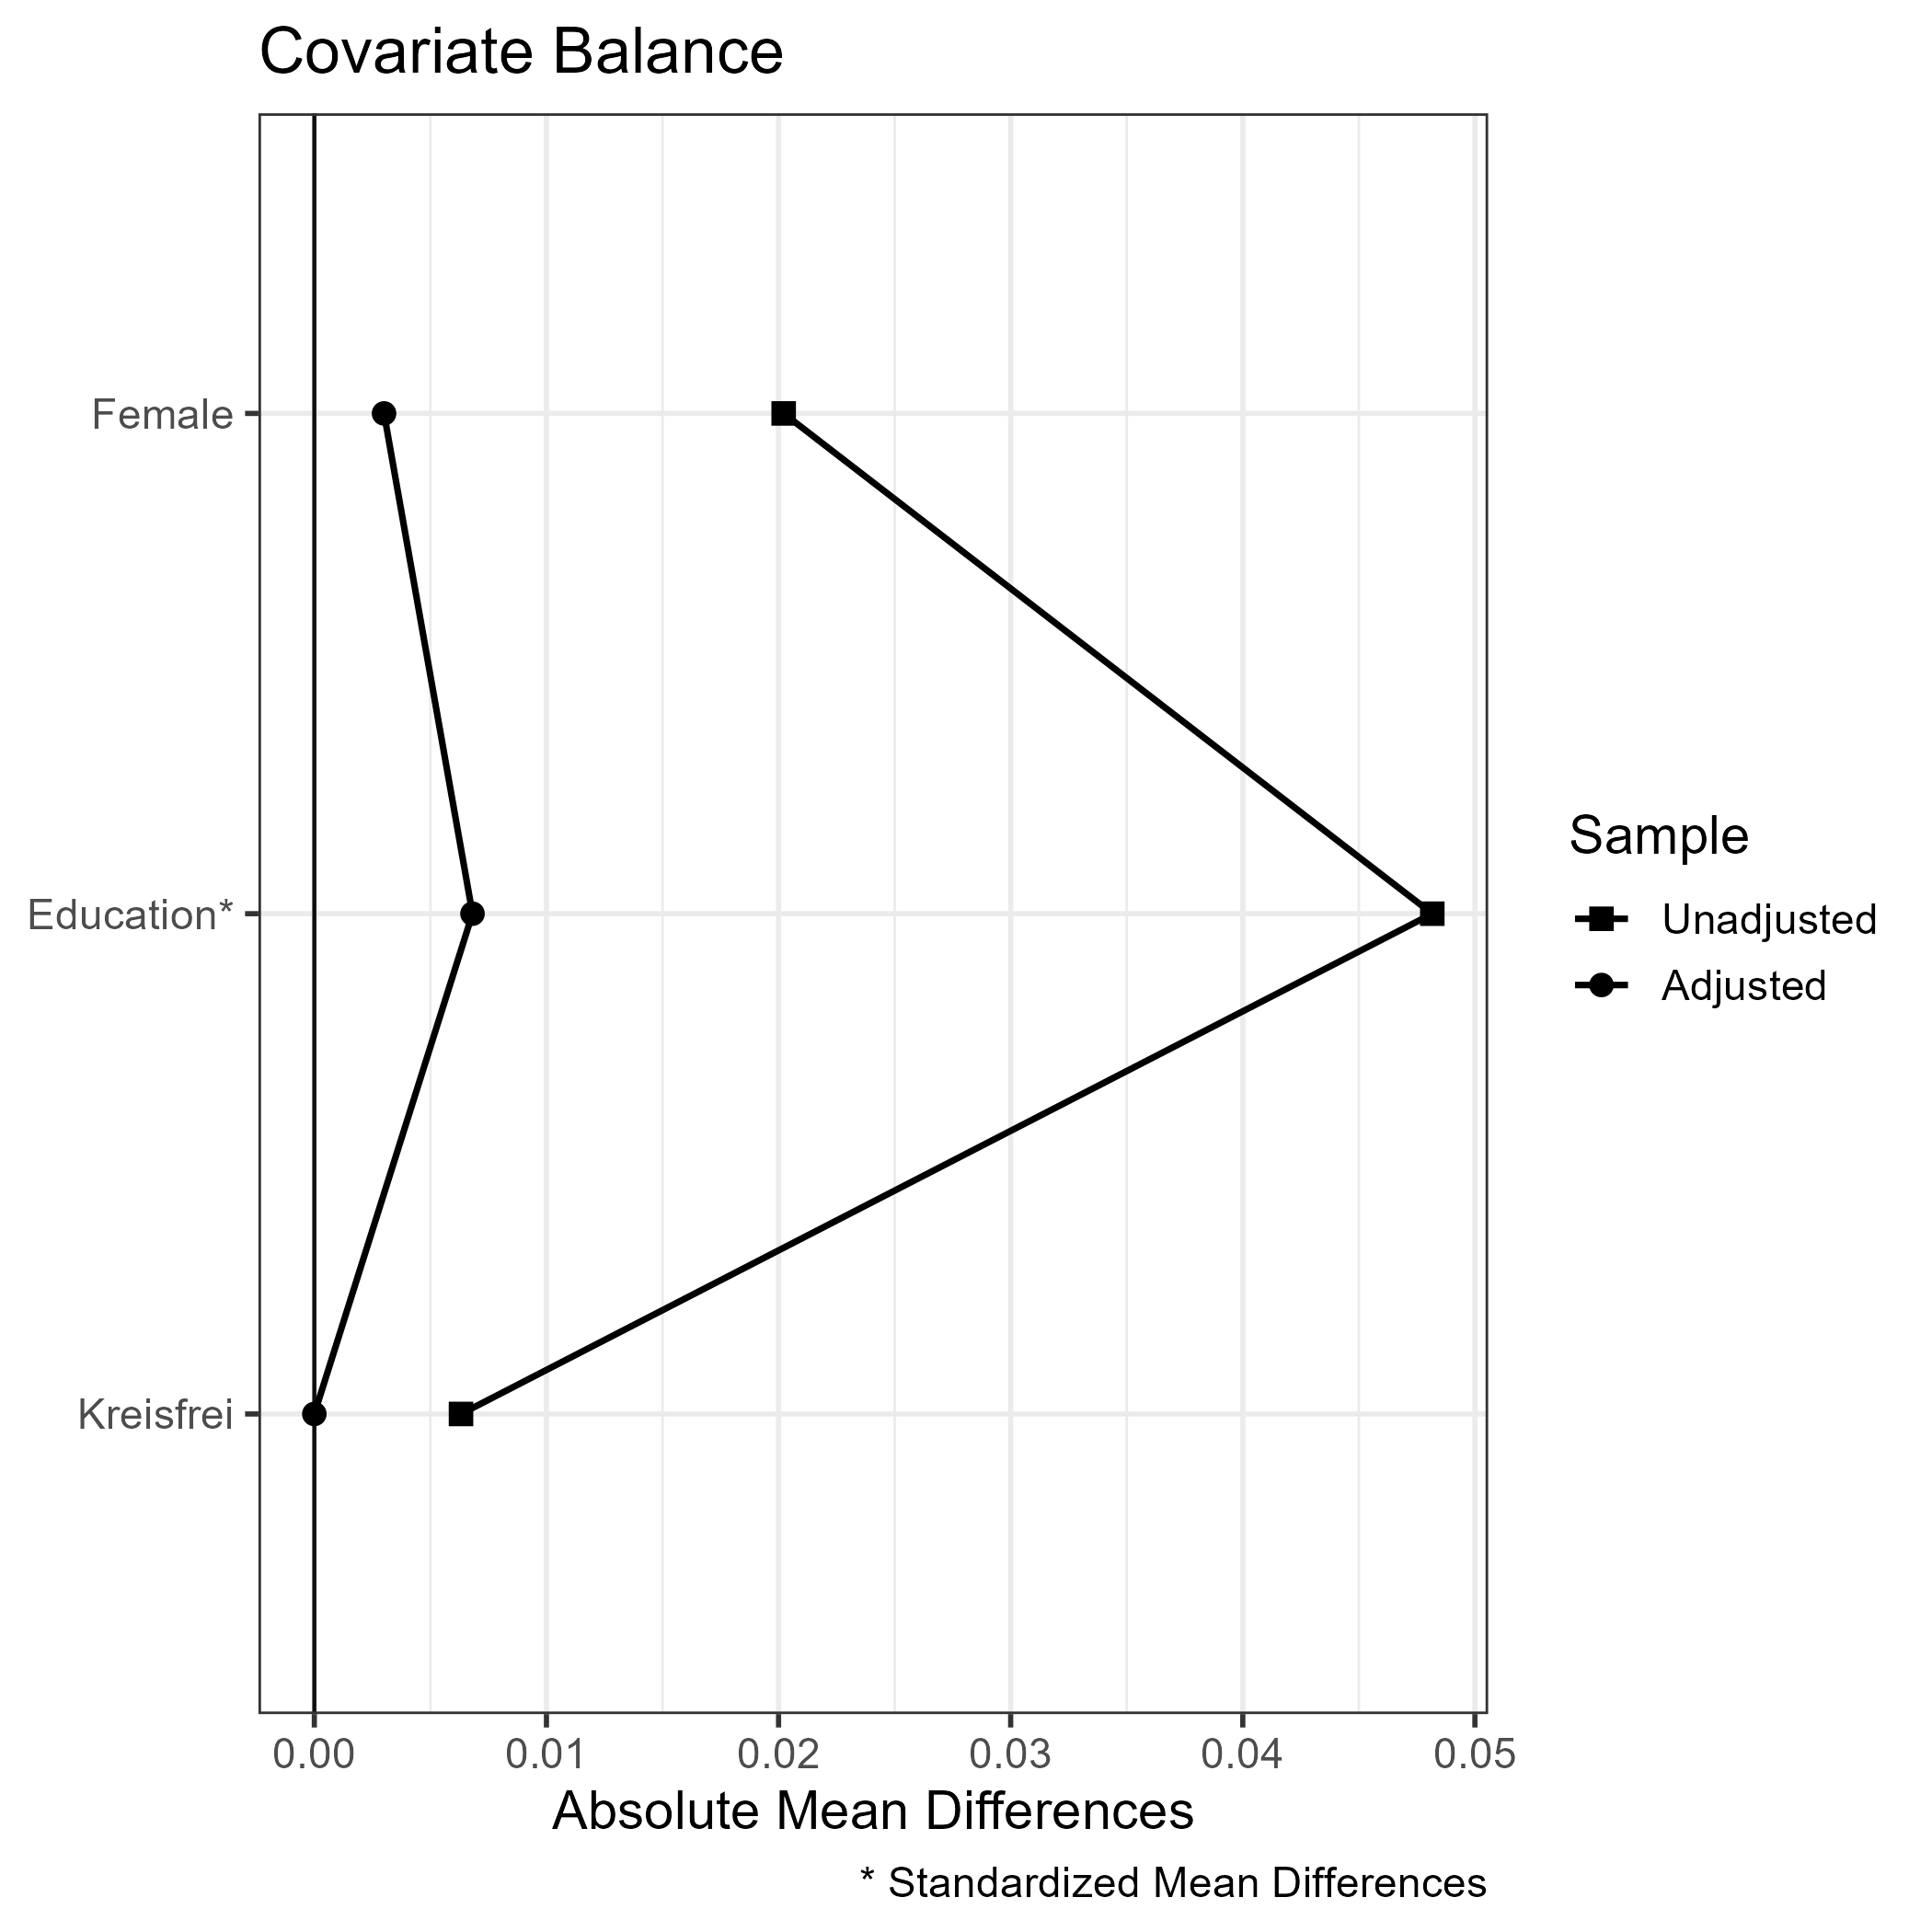 Covariate Balance
Female
Education*
Kreisfrei
0.00 0.01 0.02 0.03 0.04 0.05
Absolute Mean Differences
* Standardized Mean Differences
Sample
Unadjusted
Adjusted